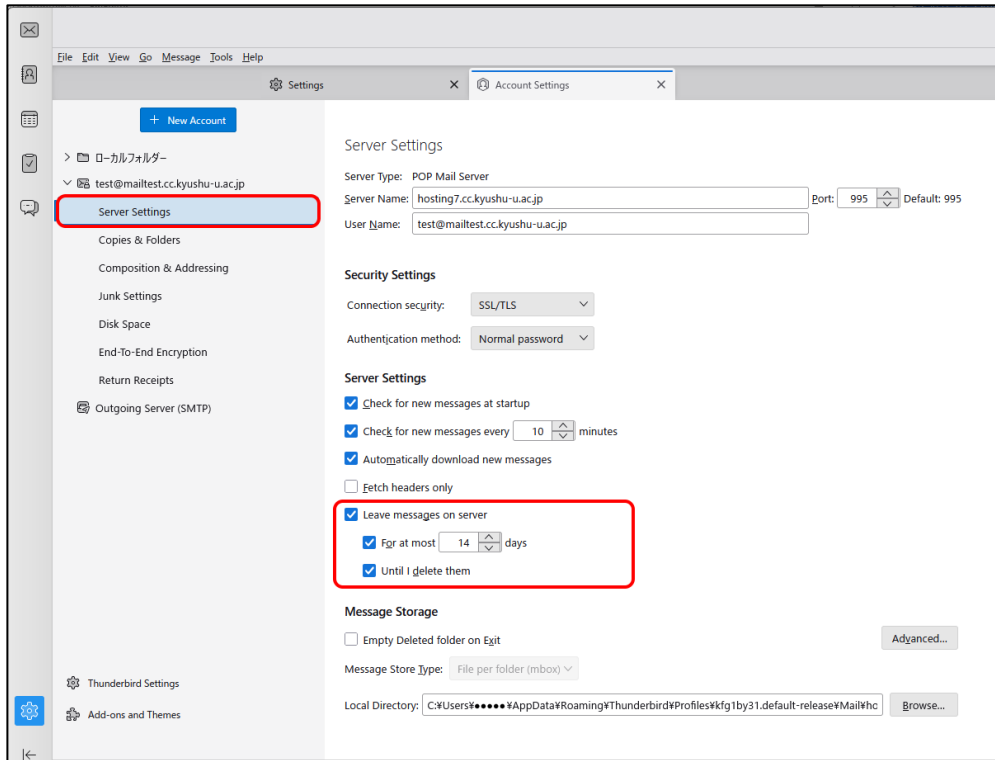 File Edit View Go Message Tools Help
Settings
Account Settings
+ New Account
ローカルフォルダー
test@mailtest.cc.kyushu-u.ac.jp
Server Settings
Copies & Folders
Composition & Addressing
Junk Settings
Disk Space
End-To-End Encryption
Return Receipts
Outgoing Server (SMTP)
Thunderbird Settings
Add-ons and Themes
Server Settings
Server Type: POP Mail Server
Server Name: hosting7.cc.kyushu-u.ac.jp Port: 995 Default: 995
User Name: test@mailtest.cc.kyushu-u.ac.jp
Security Settings
Connection security: SSL/TLS
Authentication method: Normal password
Server Settings
Check for new messages at startup
Check for new messages every 10 minutes
Automatically download new messages
Fetch headers only
Leave messages on server
For at most 14 days
Until I delete them
Message Storage
Empty Deleted folder on Exit Advanced...
Message Store Type: File per folder (mbox)
Local Directory: C:¥Users¥●●●●●¥AppData¥Roaming¥Thunderbird¥Profiles¥kfg1by31.default-release¥Mail¥ho Browse...